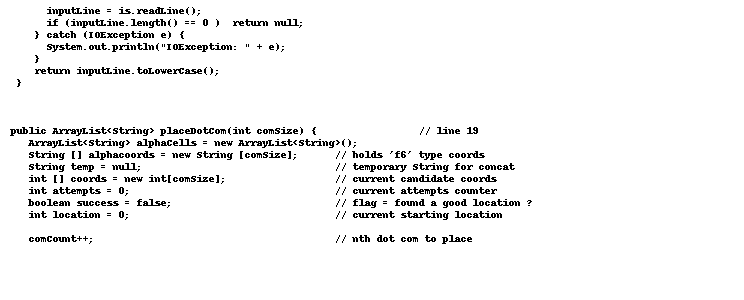 inputLine = is.readLine();
if (inputLine.length() == 0 )  return null;
} catch (IOException e) {
System.out.println("IOException: " + e);
}
return inputLine.toLowerCase();
}
public ArrayList<String> placeDotCom(int comSize) { // line 19
ArrayList<String> alphaCells = new ArrayList<String>();
String [] alphacoords = new String [comSize]; // holds 'f6' type coords
String temp = null; // temporary String for concat
int [] coords = new int[comSize]; // current candidate coords
int attempts = 0; // current attempts counter
boolean success = false; // flag = found a good location ?
int location = 0; // current starting location
comCount++; // nth dot com to place